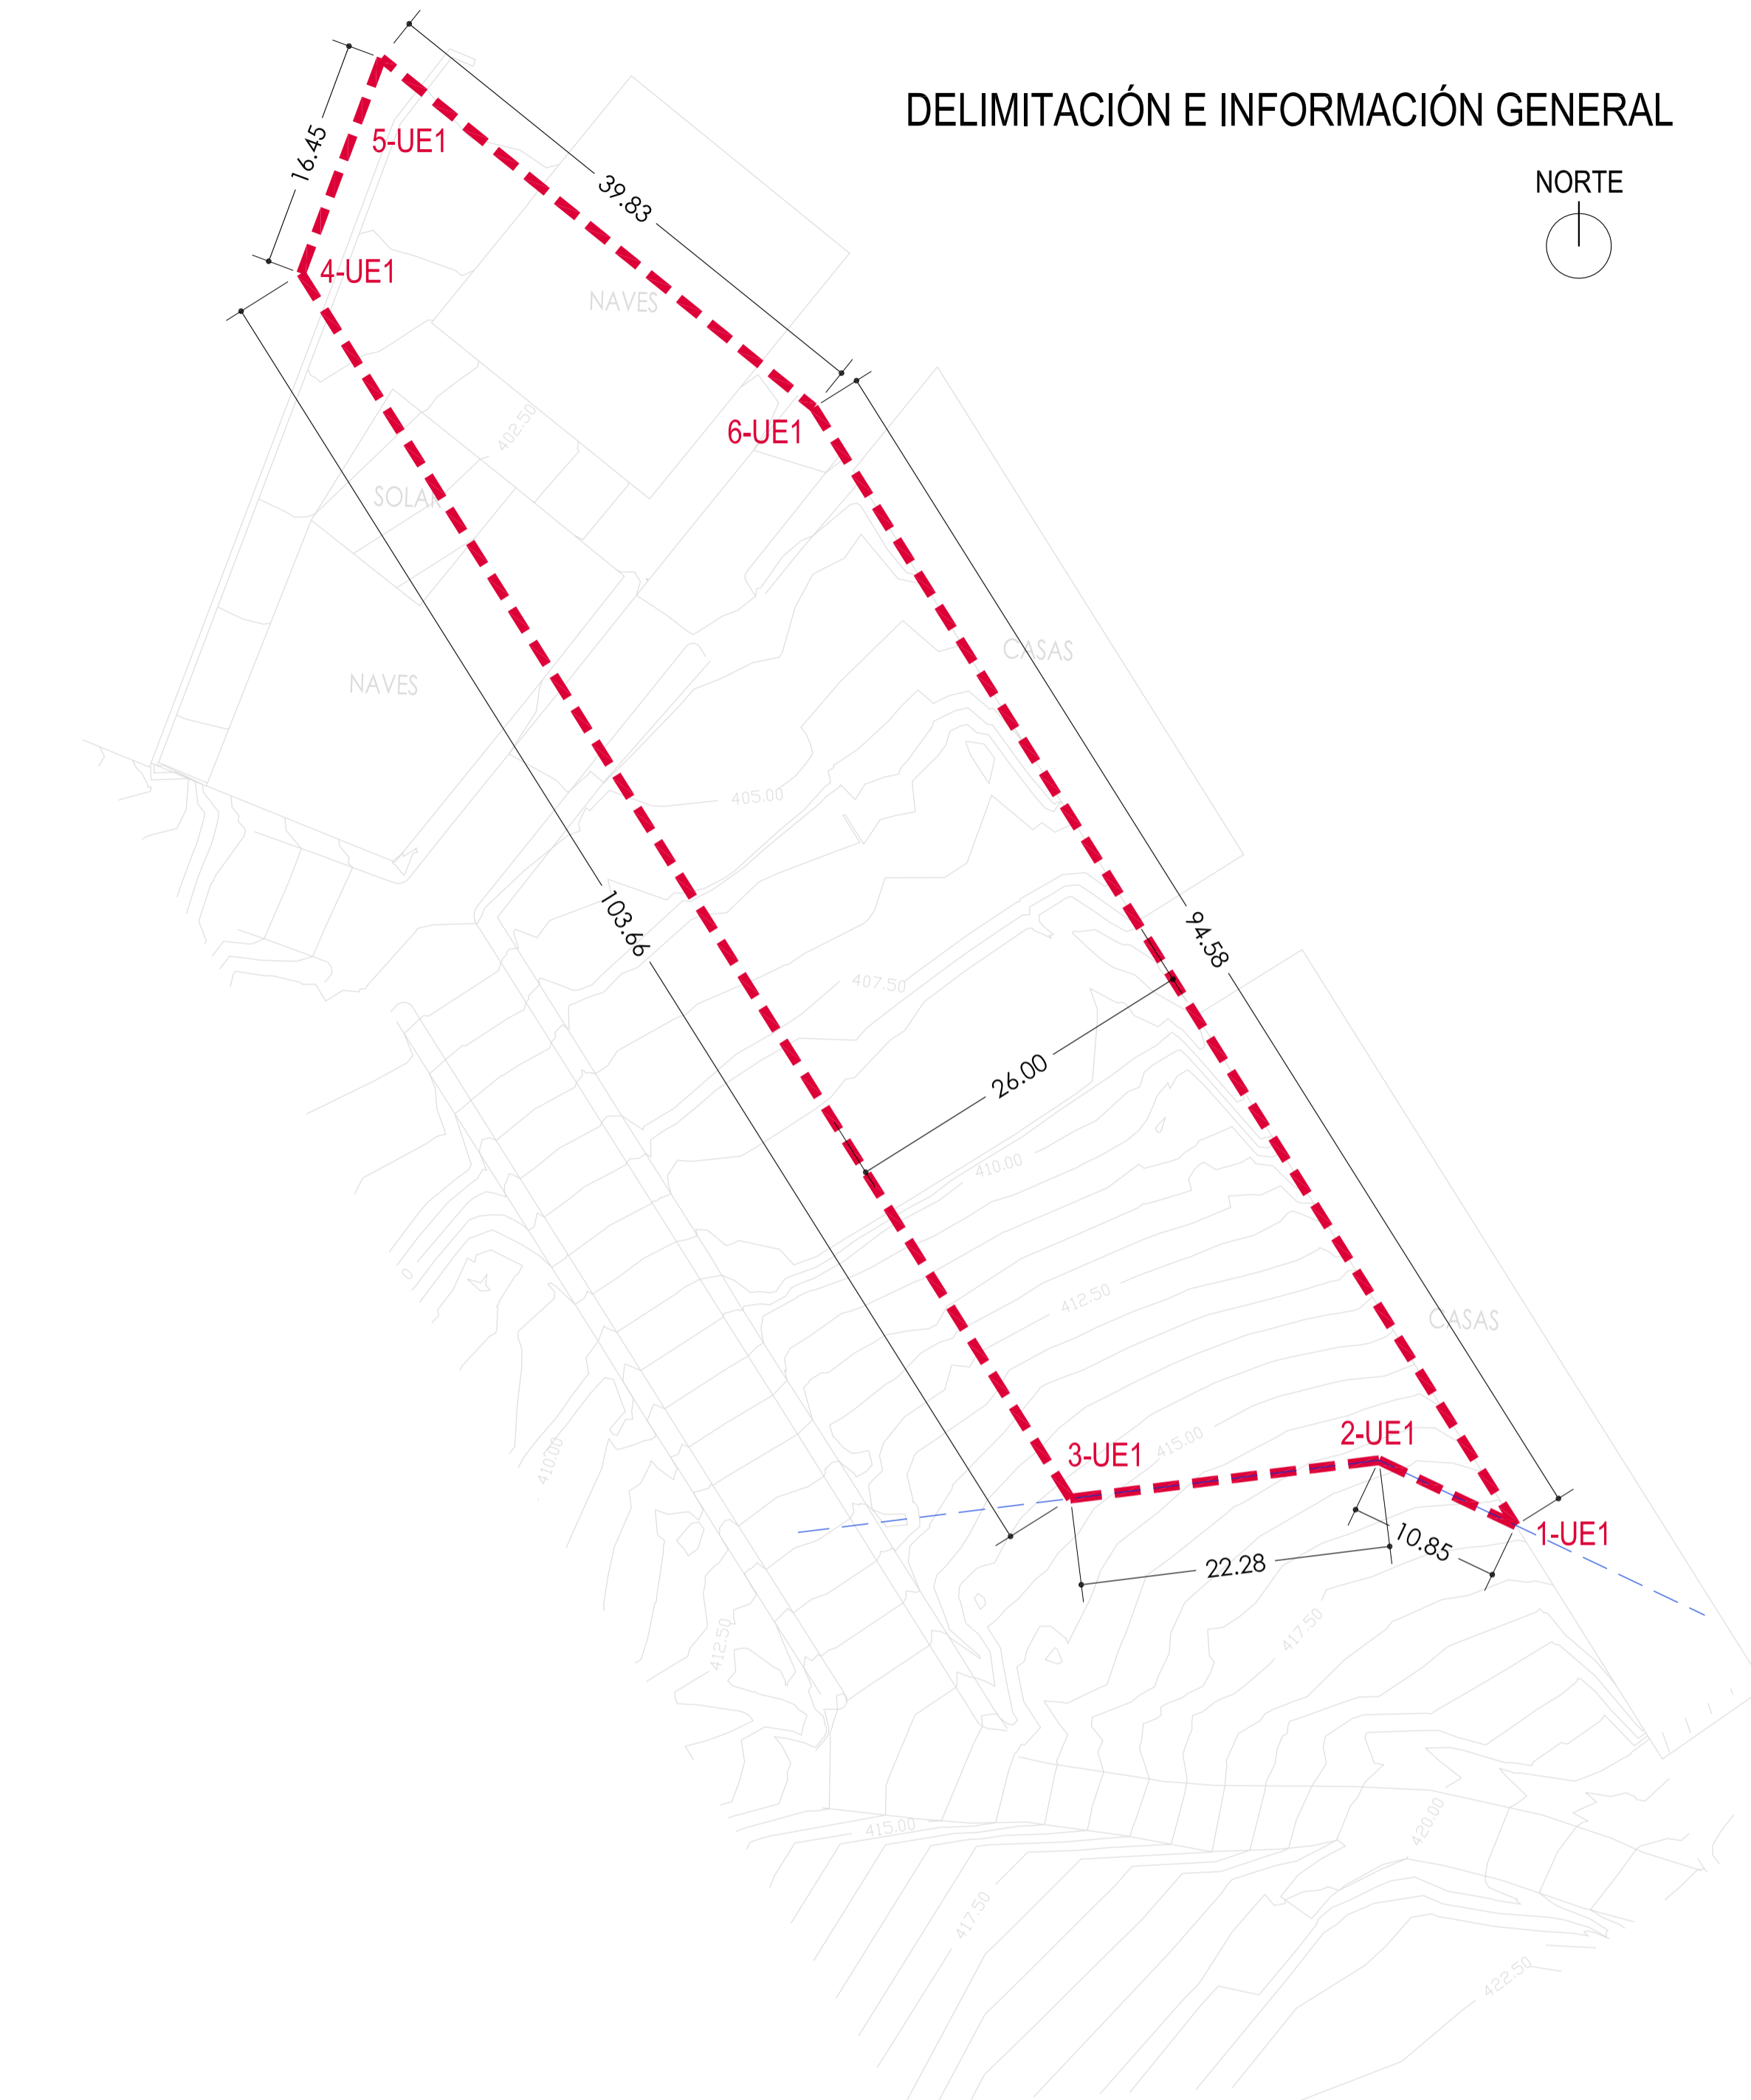 DELIMITACIÓN E INFORMACIÓN GENERAL
NORTE
16.45
5-UE1
39.83
4-UE1
NAVES
6-UE1
402.50
SOLAR
CASAS
NAVES
405.00
103.66
94.58
407.50
26.00
410.00
0
412.50
CASAS
2-UE1
3-UE1
415.00
410.00
1-UE1
10.85
22.28
412.50
417.50
415.00
420.00
417.50
422.50